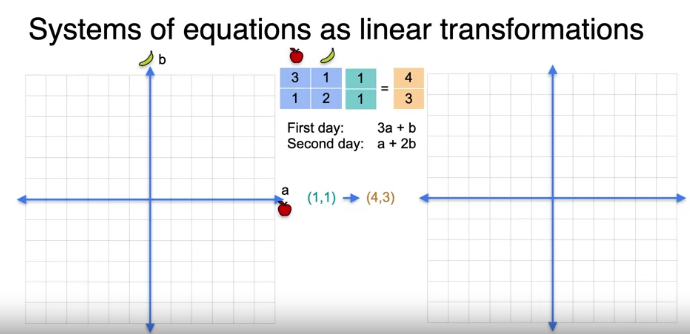 Systems of equations as linear transformations
b
3 1 1 = 4
1 2 1 3
First day: 3a + b
Second day: a + 2b
a
(1,1) (4,3)